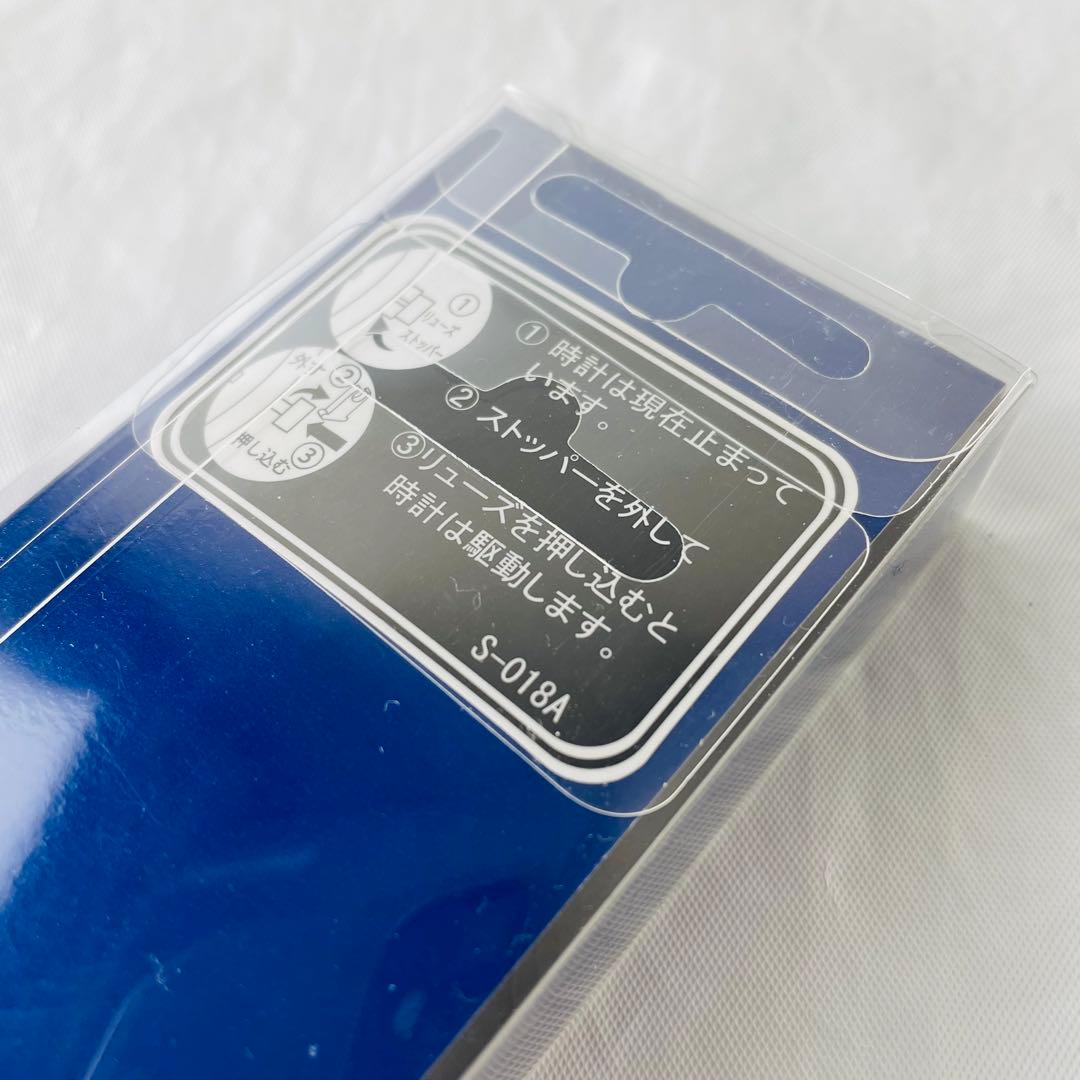 ①
リューズ
ストッパー
外す
②
押し込む
③
① 時計は現在止まって
います。
② ストッパーを外して
③リューズを押し込むと
時計は駆動します。
S-018A